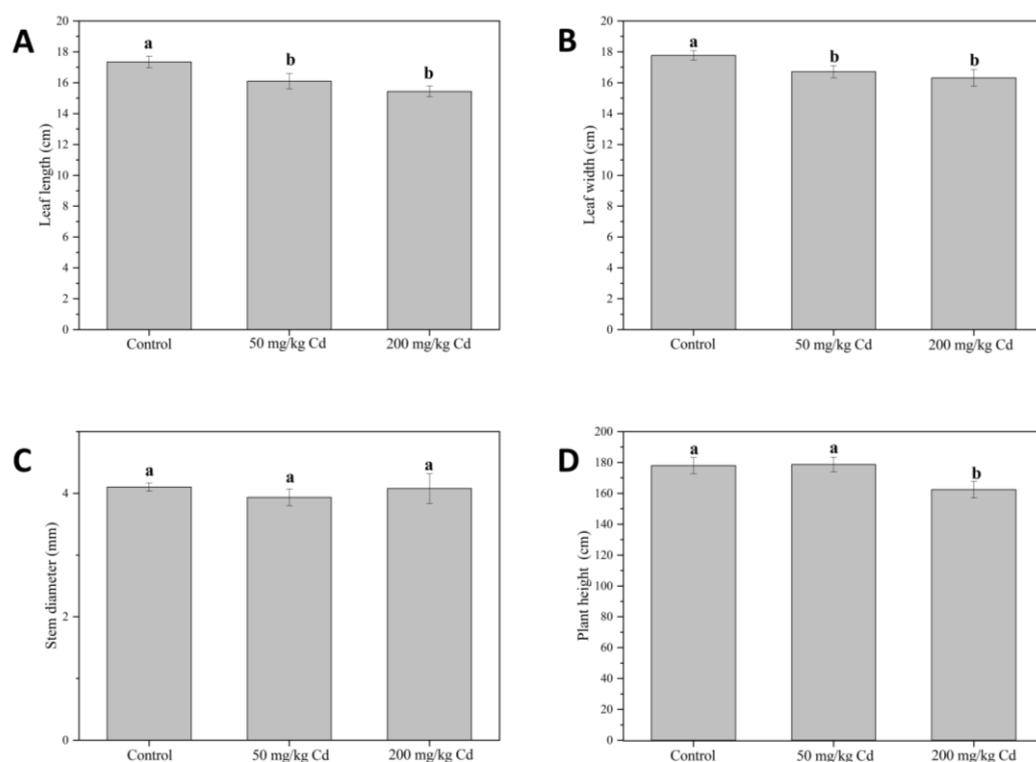 A
Leaf length (cm)
20
18
16
14
12
10
8
6
4
2
0
a
b
b
Control
50 mg/kg Cd
200 mg/kg Cd
B
Leaf width (cm)
20
18
16
14
12
10
8
6
4
2
0
a
b
b
Control
50 mg/kg Cd
200 mg/kg Cd
C
Stem diameter (mm)
4
2
0
a
a
a
Control
50 mg/kg Cd
200 mg/kg Cd
D
Plant height (cm)
200
180
160
140
120
100
80
60
40
20
0
a
a
b
Control
50 mg/kg Cd
200 mg/kg Cd